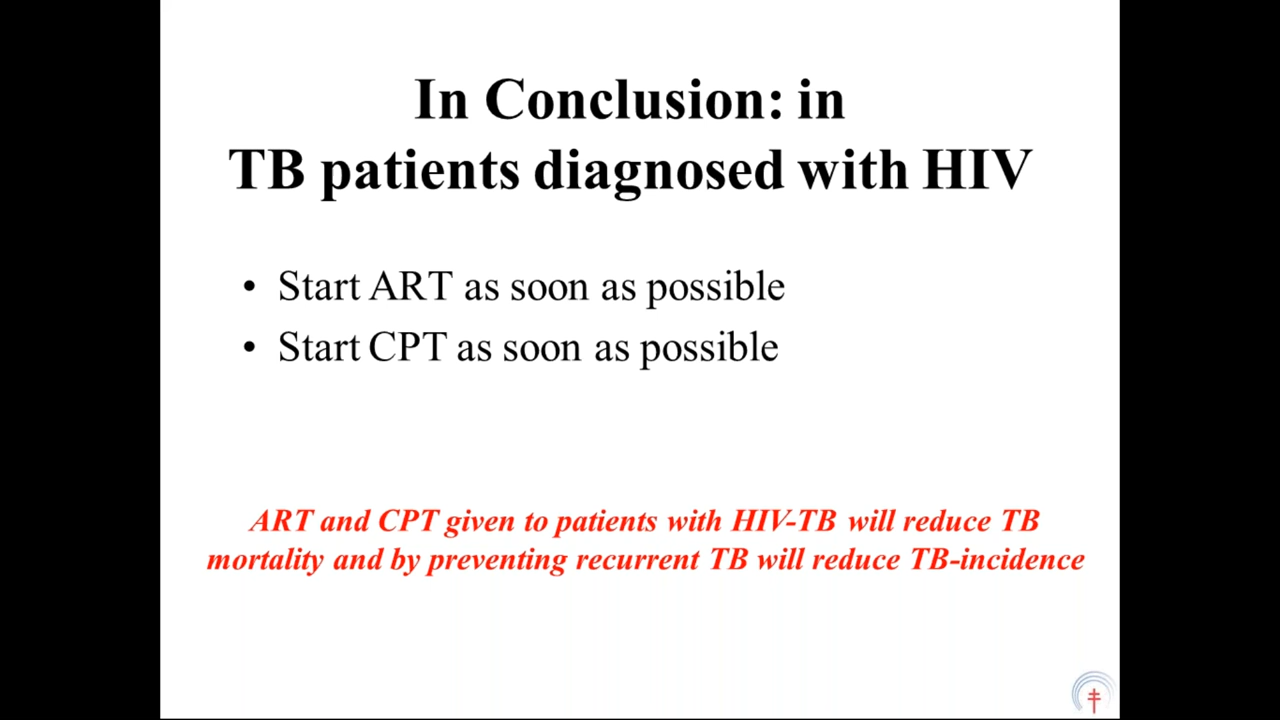 In Conclusion: in
TB patients diagnosed with HIV
• Start ART as soon as possible
• Start CPT as soon as possible
ART and CPT given to patients with HIV-TB will reduce TB
mortality and by preventing recurrent TB will reduce TB-incidence